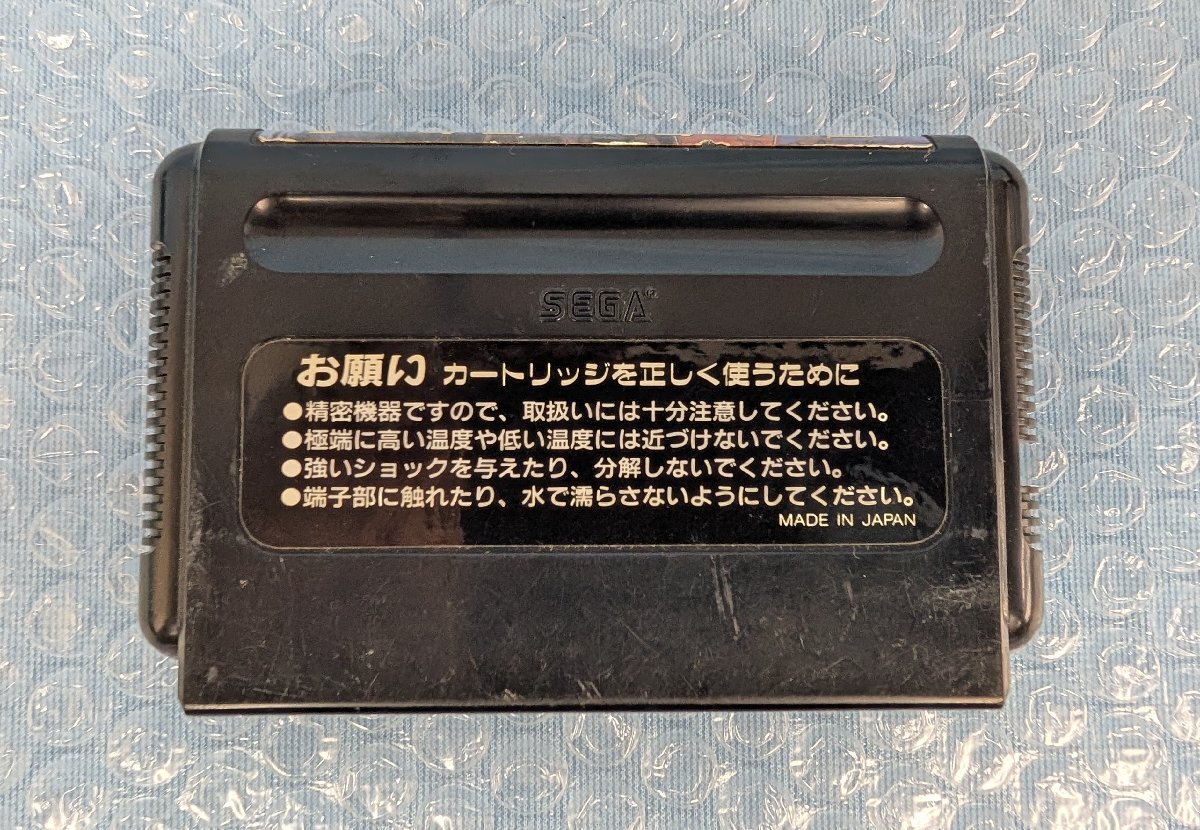 SEGA
お願い カートリッジを正しく使うために
●精密機器ですので、取扱いには十分注意してください。
●極端に高い温度や低い温度には近づけないでください。
●強いショックを与えたり、分解しないでください。
●端子部に触れたり、水で濡らさないようにしてください。
MADE IN JAPAN